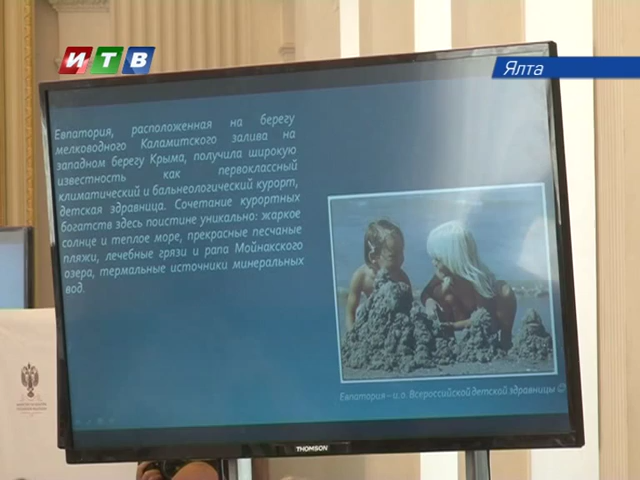 ИТВ
Ялта
Евпатория, расположенная на берегу
мелководного Каламитского залива на
западном берегу Крыма, получила широкую
известность как первоклассный
климатический и бальнеологический курорт,
детская здравница. Сочетание курортных
богатств здесь поистине уникально: жаркое
солнце и теплое море, прекрасные песчаные
пляжи, лечебные грязи и рапа Мойнакского
озера, термальные источники минеральных
вод.
Евпатория – и.о. Всероссийской детской здравницы ☺
THOMSON